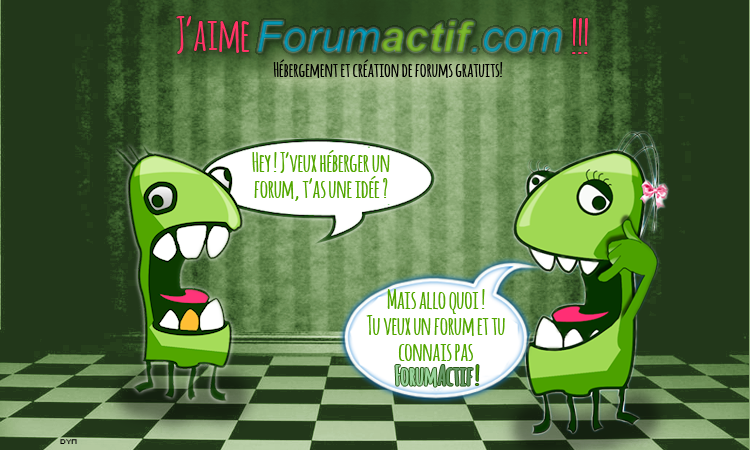 J'AIME Forumactif.com !!!
HÉBERGEMENT ET CRÉATION DE FORUMS GRATUITS!
HEY ! J'VEUX HÉBERGER UN
FORUM, T'AS UNE IDÉE ?
MAIS ALLO QUOI !
TU VEUX UN FORUM ET TU
CONNAIS PAS
FORUMACTIF !